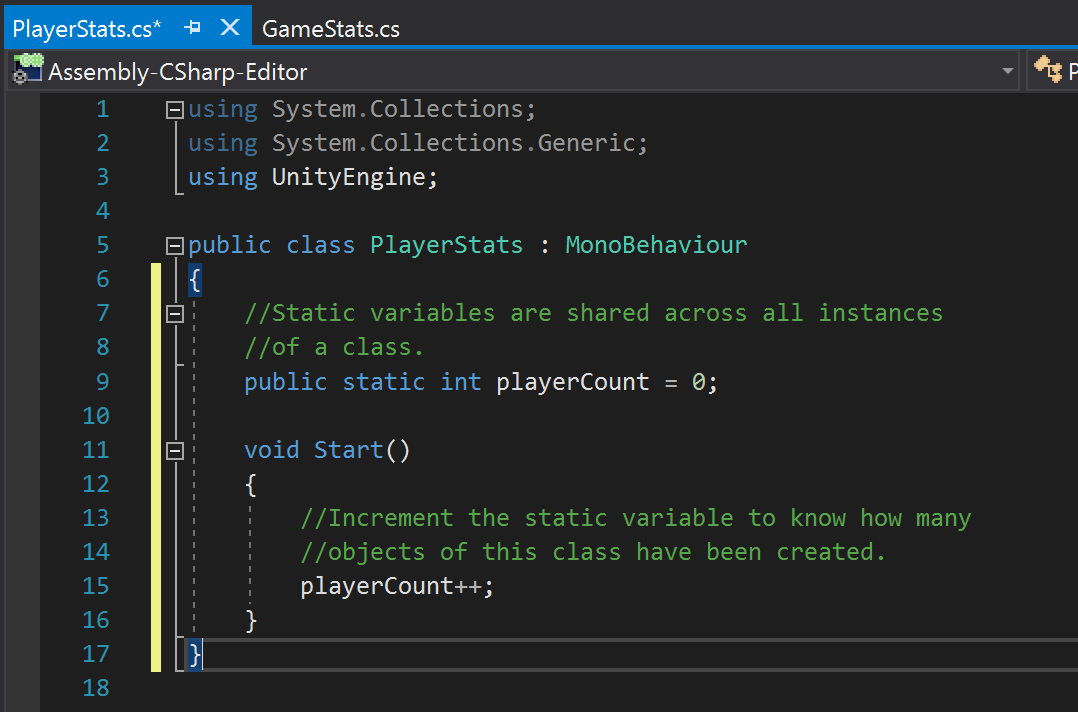 PlayerStats.cs* GameStats.cs
Assembly-CSharp-Editor P
1 using System.Collections;
2 using System.Collections.Generic;
3 using UnityEngine;
4
5 public class PlayerStats : MonoBehaviour
6 {
7 //Static variables are shared across all instances
8 //of a class.
9 public static int playerCount = 0;
10
11 void Start()
12 {
13 //Increment the static variable to know how many
14 //objects of this class have been created.
15 playerCount++;
16 }
17 }
18